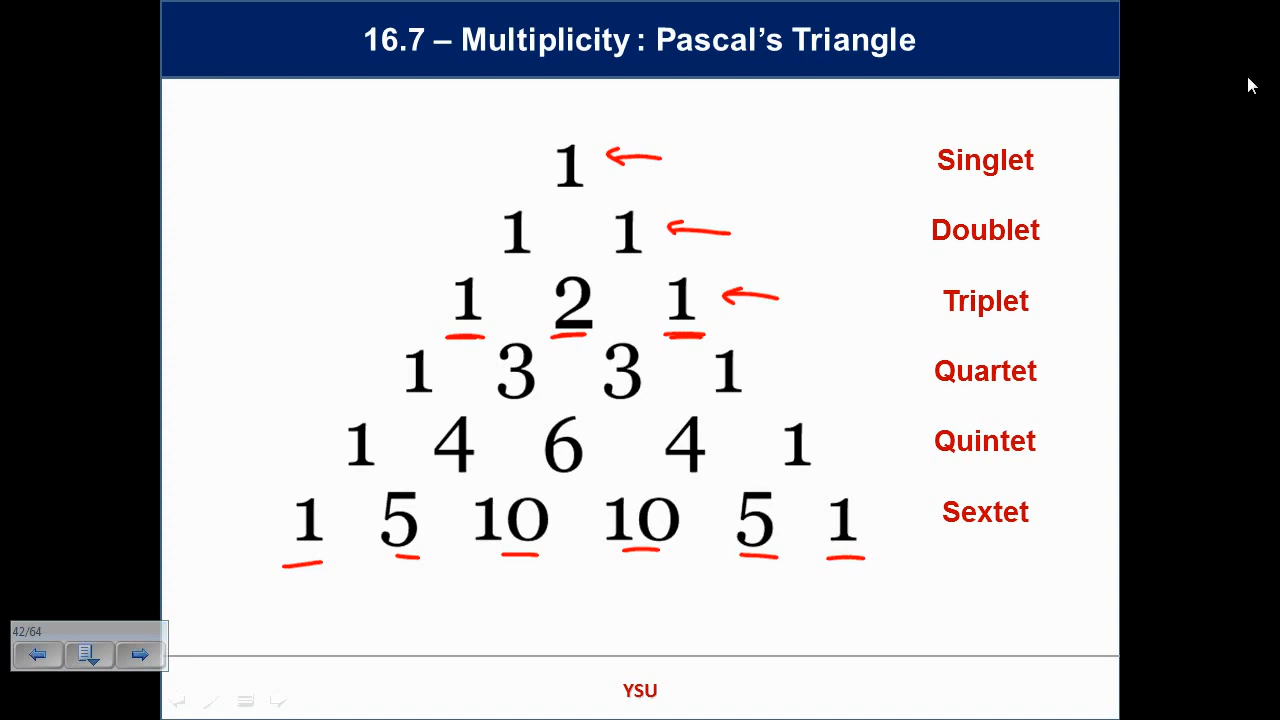 16.7 – Multiplicity : Pascal's Triangle
1 Singlet
1 1 Doublet
1 2 1 Triplet
1 3 3 1 Quartet
1 4 6 4 1 Quintet
1 5 10 10 5 1 Sextet
42/64
YSU